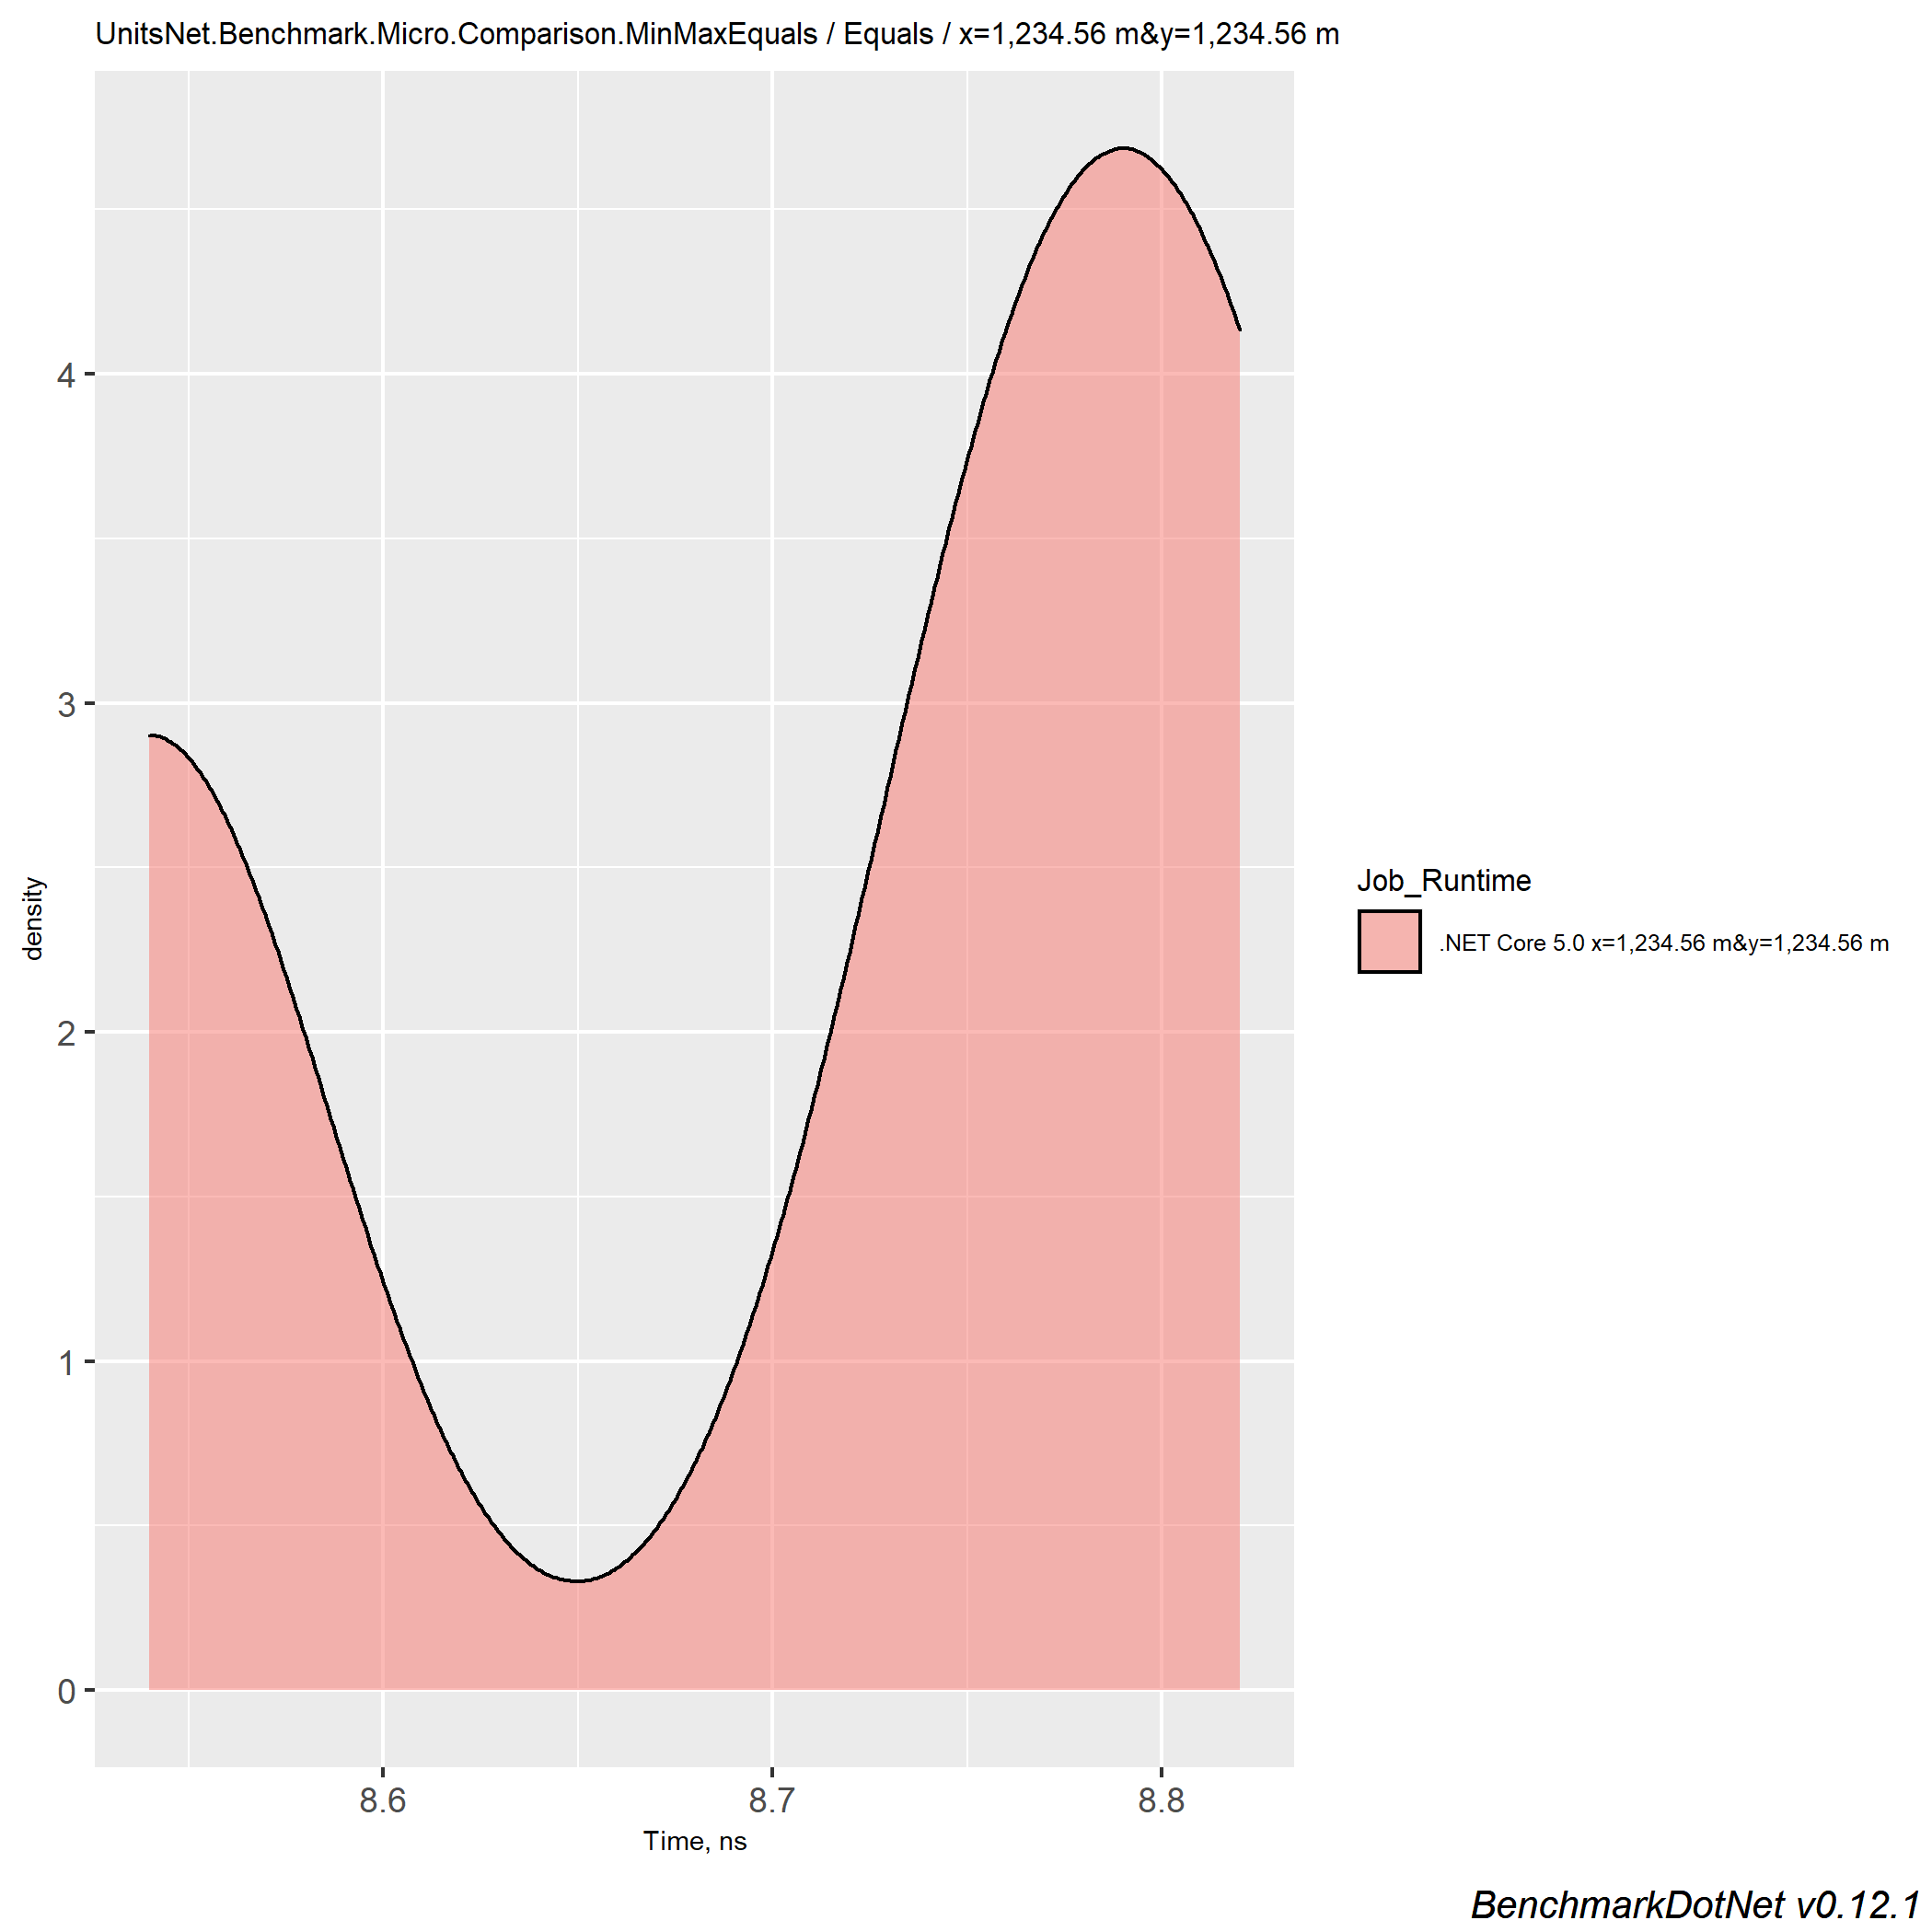 UnitsNet.Benchmark.Micro.Comparison.MinMaxEquals / Equals / x=1,234.56 m&y=1,234.56 m
4
3
2
1
0
density
8.6 8.7 8.8
Time, ns
Job_Runtime
.NET Core 5.0 x=1,234.56 m&y=1,234.56 m
BenchmarkDotNet v0.12.1